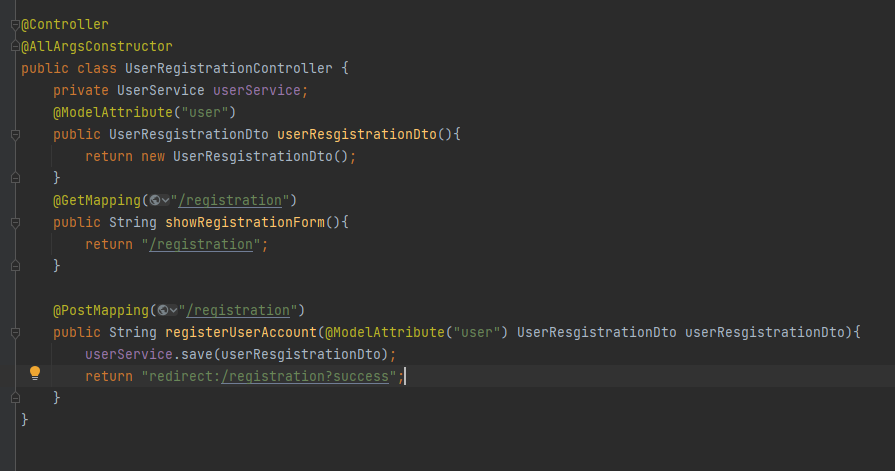 @Controller
@AllArgsConstructor
public class UserRegistrationController {
    private UserService userService;
    @ModelAttribute("user")
    public UserResgistrationDto userResgistrationDto(){
        return new UserResgistrationDto();
    }
    @GetMapping("/registration")
    public String showRegistrationForm(){
        return "/registration";
    }
    @PostMapping("/registration")
    public String registerUserAccount(@ModelAttribute("user") UserResgistrationDto userResgistrationDto){
        userService.save(userResgistrationDto);
        return "redirect:/registration?success";
    }
}